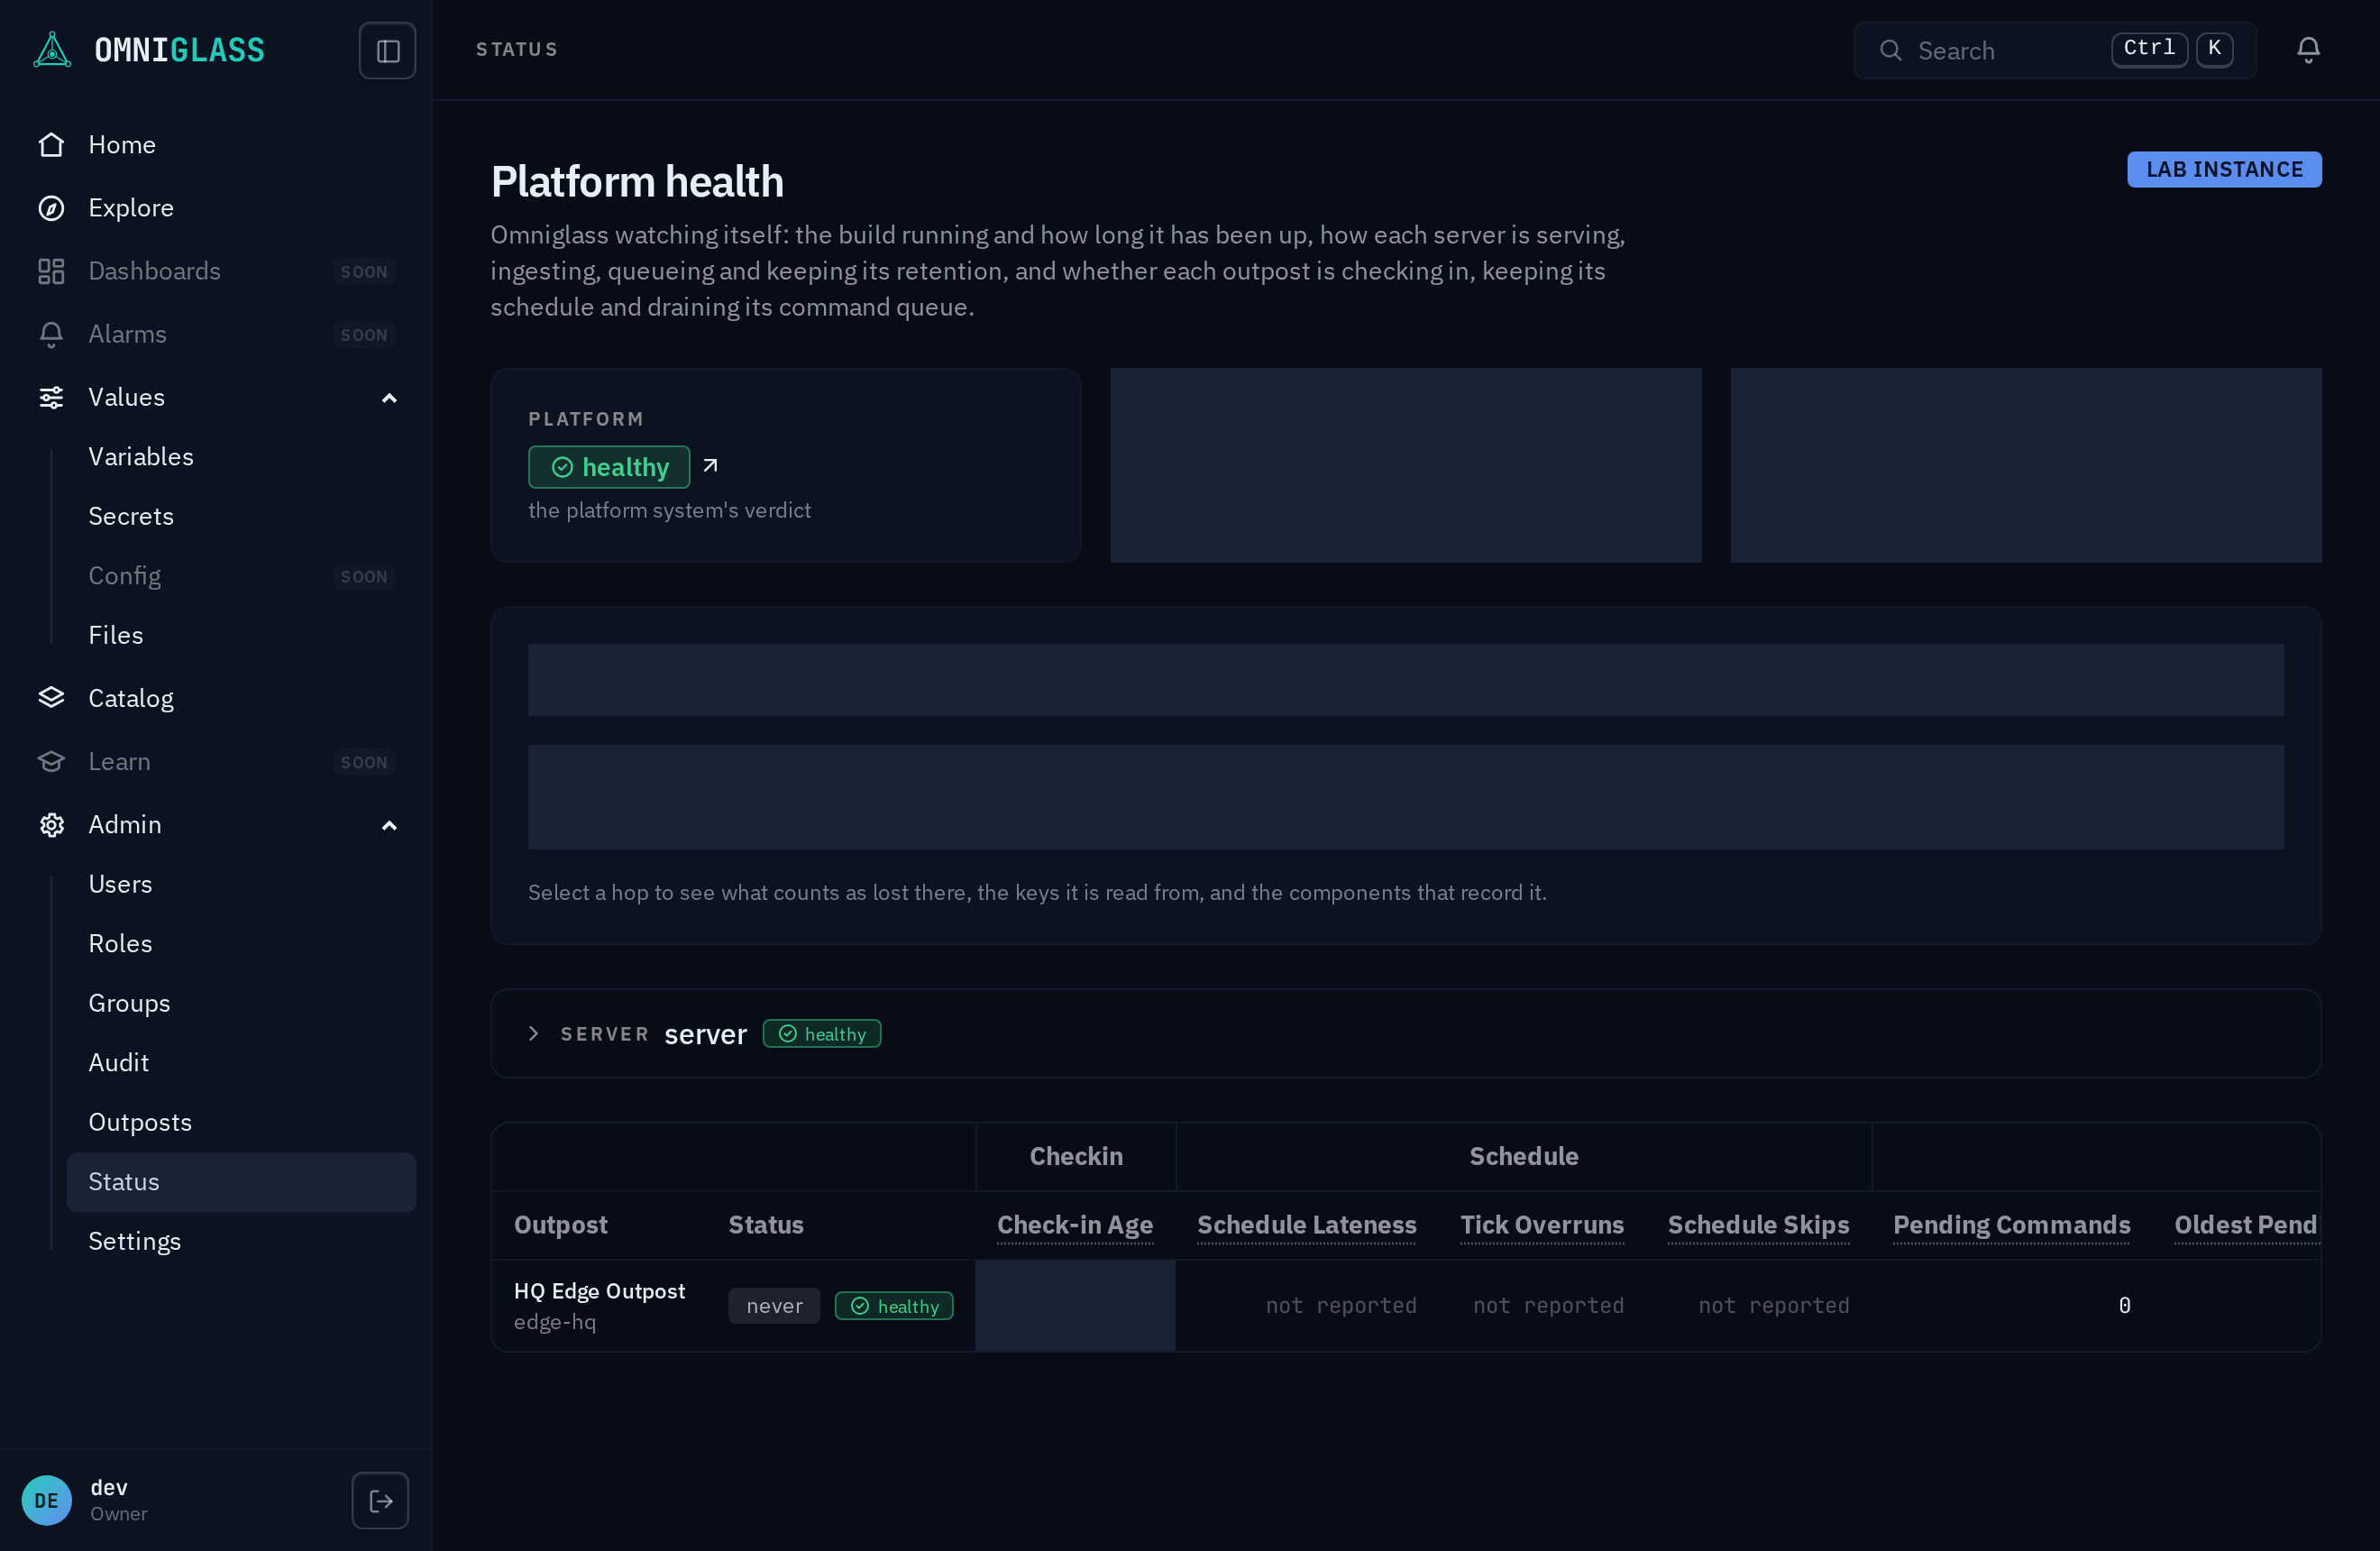 OMNIGLASS
Home
Explore
Dashboards SOON
Alarms SOON
Values
Variables
Secrets
Config SOON
Files
Catalog
Learn SOON
Admin
Users
Roles
Groups
Audit
Outposts
Status
Settings
DE dev
Owner
STATUS
Search Ctrl K
Platform health
LAB INSTANCE
Omniglass watching itself: the build running and how long it has been up, how each server is serving,
ingesting, queueing and keeping its retention, and whether each outpost is checking in, keeping its
schedule and draining its command queue.
PLATFORM
healthy
the platform system's verdict
Select a hop to see what counts as lost there, the keys it is read from, and the components that record it.
SERVER server healthy
Checkin Schedule
Outpost Status Check-in Age Schedule Lateness Tick Overruns Schedule Skips Pending Commands Oldest Pendi
HQ Edge Outpost never healthy not reported not reported not reported 0
edge-hq